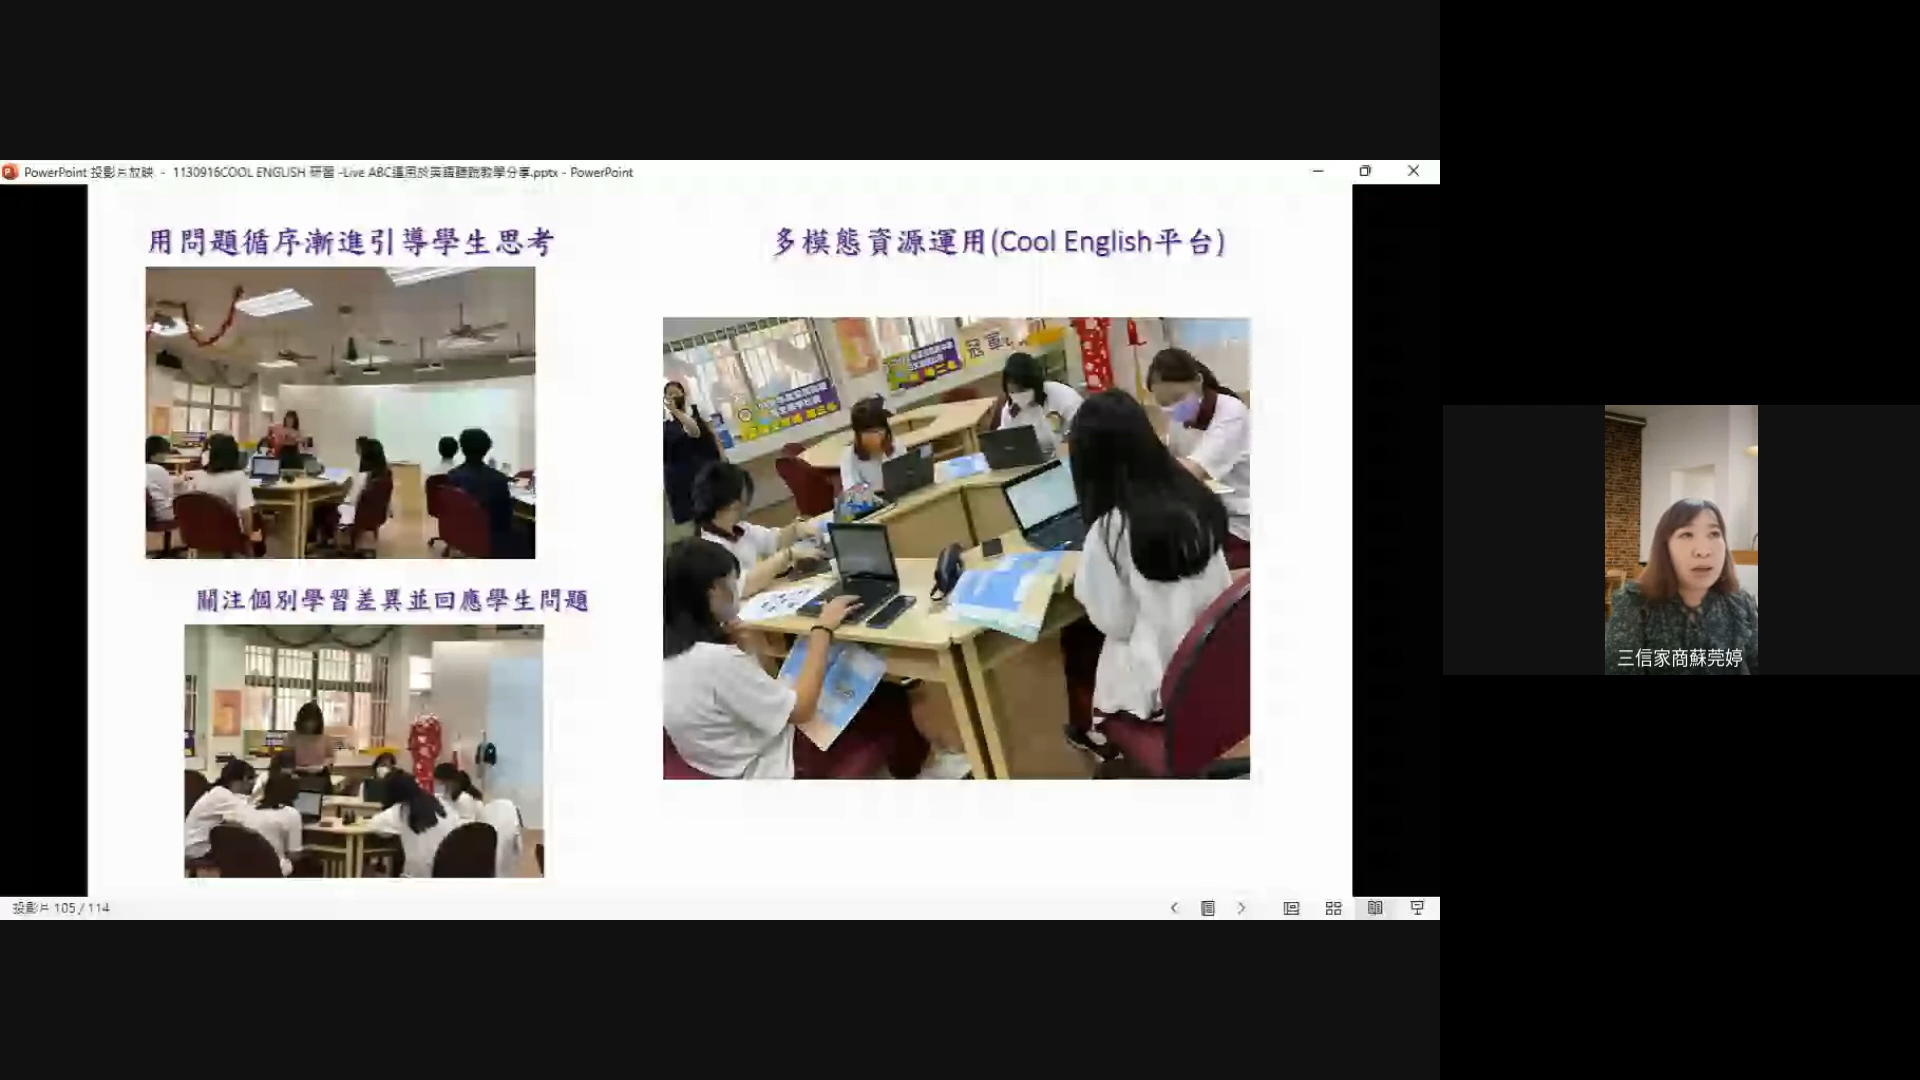 PowerPoint 投影片放映 - 1130916COOL ENGLISH 研習 -Live ABC運用於英語聽說教學分享.pptx - PowerPoint
用問題循序漸進引導學生思考
多模態資源運用(Cool English平台)
冠軍
關注個別學習差異並回應學生問題
三信家商蘇莞婷
投影片 105 / 114